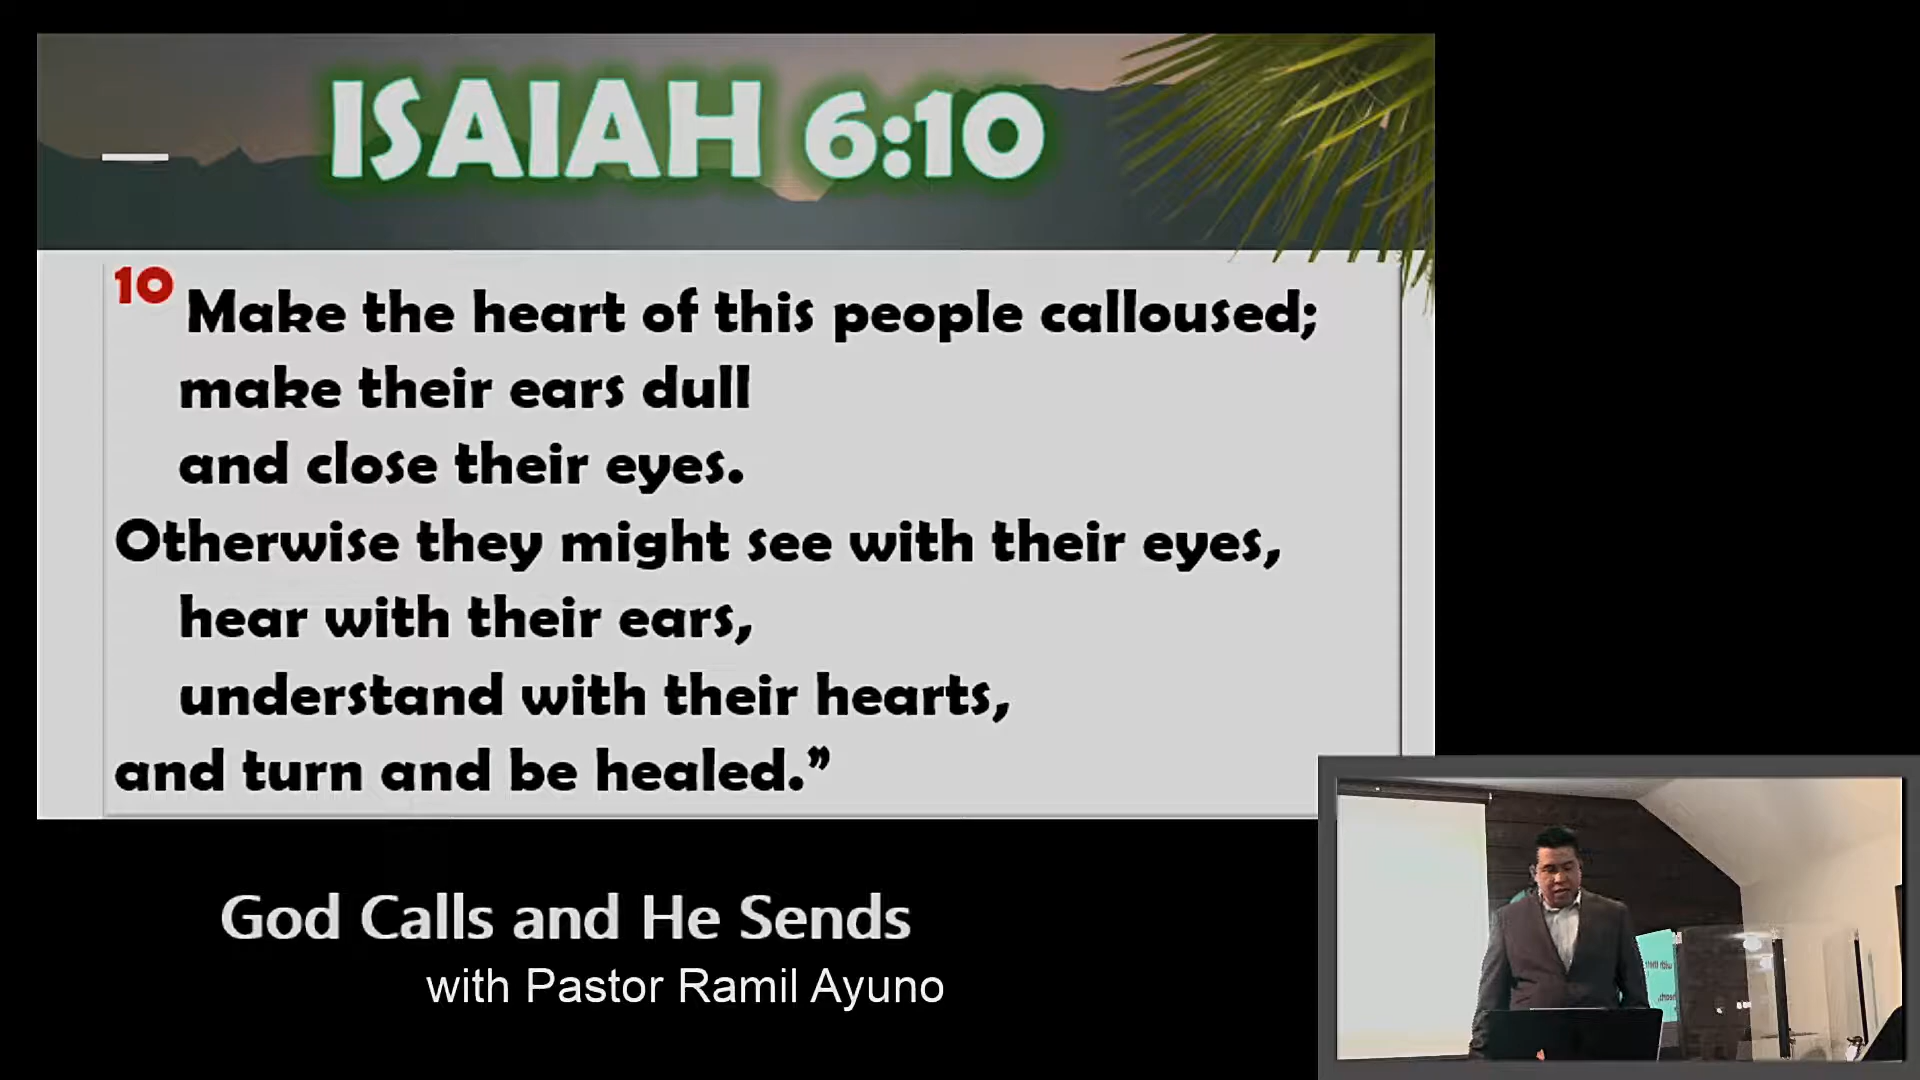 ISAIAH 6:10
10 Make the heart of this people calloused;
make their ears dull
and close their eyes.
Otherwise they might see with their eyes,
hear with their ears,
understand with their hearts,
and turn and be healed.”
God Calls and He Sends
with Pastor Ramil Ayuno